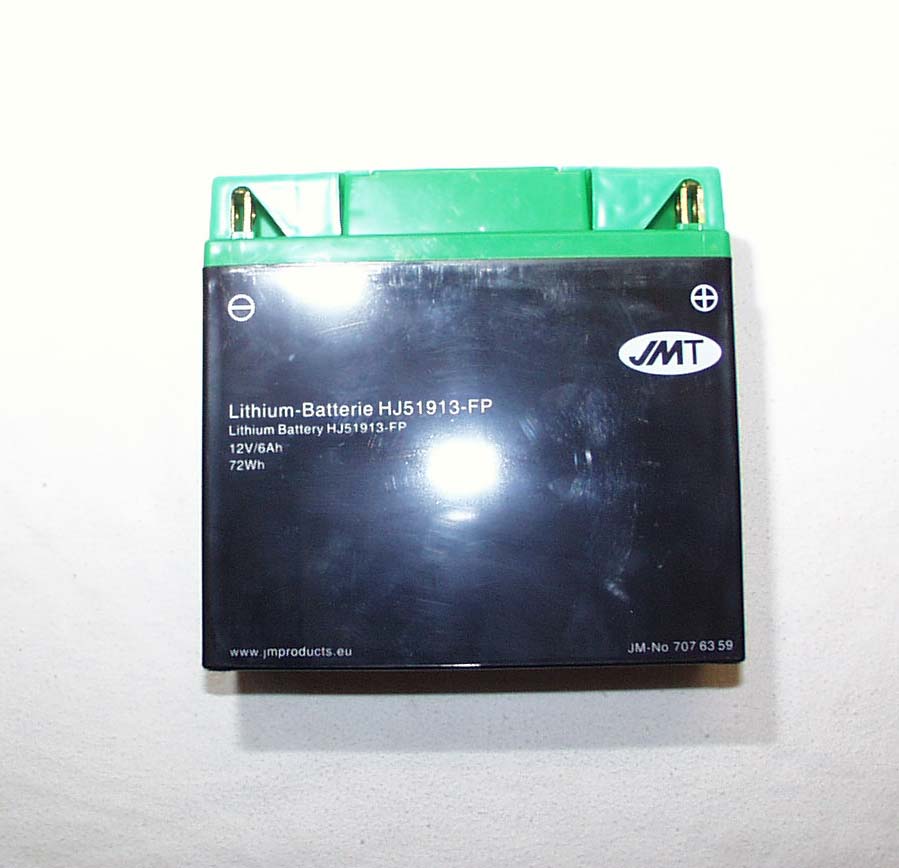 JMT
Lithium-Batterie HJ51913-FP
Lithium Battery HJ51913-FP
12V/6Ah
72Wh
www.jmproducts.eu
JM-No 707 63 59